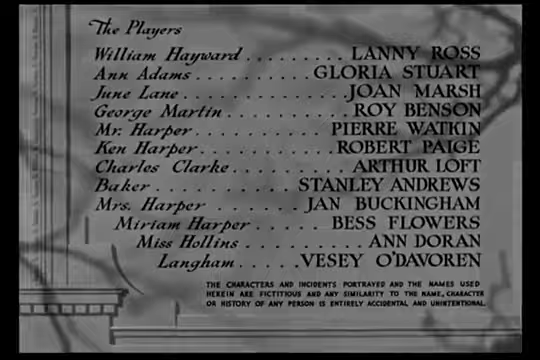 The Players
William Hayward . . . . . . . . . LANNY ROSS
Ann Adams . . . . . . . . . . GLORIA STUART
June Lane . . . . . . . . . . . . . . JOAN MARSH
George Martin . . . . . . . . . . ROY BENSON
Mr. Harper . . . . . . . . . . PIERRE WATKIN
Ken Harper . . . . . . . . . . ROBERT PAIGE
Charles Clarke . . . . . . . . . ARTHUR LOFT
Baker . . . . . . . . . . STANLEY ANDREWS
Mrs. Harper . . . . . . JAN BUCKINGHAM
Miriam Harper . . . . . BESS FLOWERS
Miss Hollins . . . . . . . . . ANN DORAN
Langham . . . . . VESEY O'DAVOREN
THE CHARACTERS AND INCIDENTS PORTRAYED AND THE NAMES USED
HEREIN ARE FICTITIOUS AND ANY SIMILARITY TO THE NAME, CHARACTER
OR HISTORY OF ANY PERSON IS ENTIRELY ACCIDENTAL AND UNINTENTIONAL.